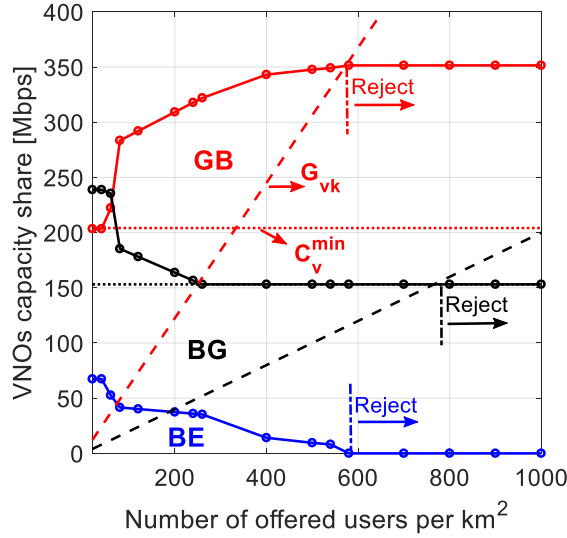 VNOs capacity share [Mbps]
400
350
300
250
200
150
100
50
0
Reject
GB
G_vk
C_v^min
Reject
BG
Reject
BE
200
400
600
800
1000
Number of offered users per km²